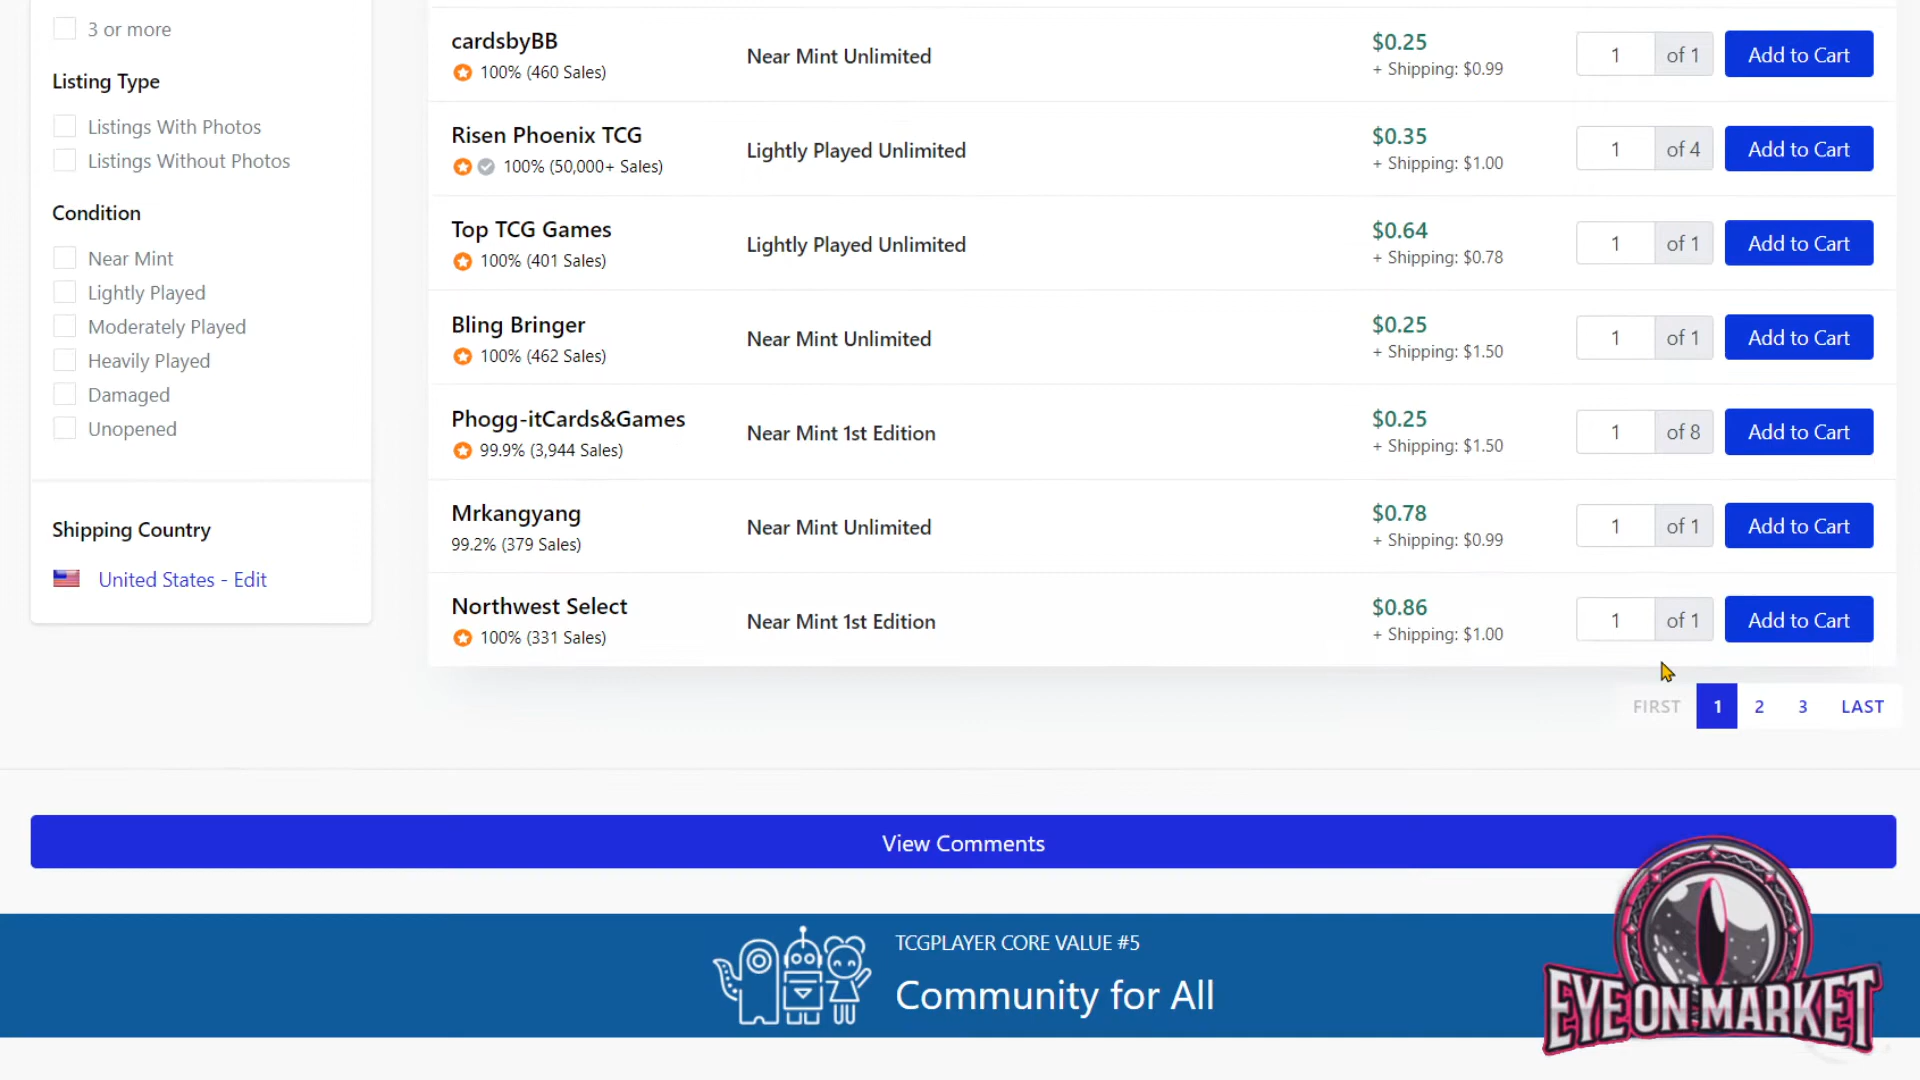 3 or more
Listing Type
Listings With Photos
Listings Without Photos
Condition
Near Mint
Lightly Played
Moderately Played
Heavily Played
Damaged
Unopened
Shipping Country
United States - Edit
cardsbyBB
100% (460 Sales)
Near Mint Unlimited
$0.25
+ Shipping: $0.99
1 of 1
Add to Cart
Risen Phoenix TCG
100% (50,000+ Sales)
Lightly Played Unlimited
$0.35
+ Shipping: $1.00
1 of 4
Add to Cart
Top TCG Games
100% (401 Sales)
Lightly Played Unlimited
$0.64
+ Shipping: $0.78
1 of 1
Add to Cart
Bling Bringer
100% (462 Sales)
Near Mint Unlimited
$0.25
+ Shipping: $1.50
1 of 1
Add to Cart
Phogg-itCards&Games
99.9% (3,944 Sales)
Near Mint 1st Edition
$0.25
+ Shipping: $1.50
1 of 8
Add to Cart
Mrkangyang
99.2% (379 Sales)
Near Mint Unlimited
$0.78
+ Shipping: $0.99
1 of 1
Add to Cart
Northwest Select
100% (331 Sales)
Near Mint 1st Edition
$0.86
+ Shipping: $1.00
1 of 1
Add to Cart
FIRST 1 2 3 LAST
View Comments
TCGPLAYER CORE VALUE #5
Community for All
EYE ON MARKET